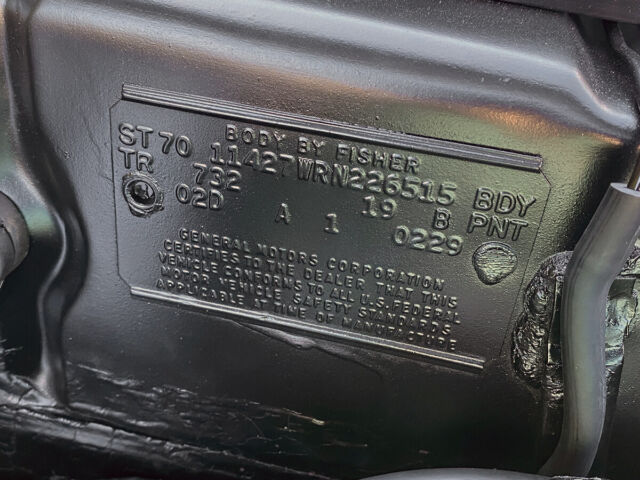 BODY BY FISHER
ST 70 11427 WRN226515 BDY
TR 732 19 B PNT
02D A 1 0229
GENERAL MOTORS CORPORATION
CERTIFIES TO THE DEALER THAT THIS
VEHICLE CONFORMS TO ALL U.S. FEDERAL
MOTOR VEHICLE SAFETY STANDARDS
APPLICABLE AT TIME OF MANUFACTURE